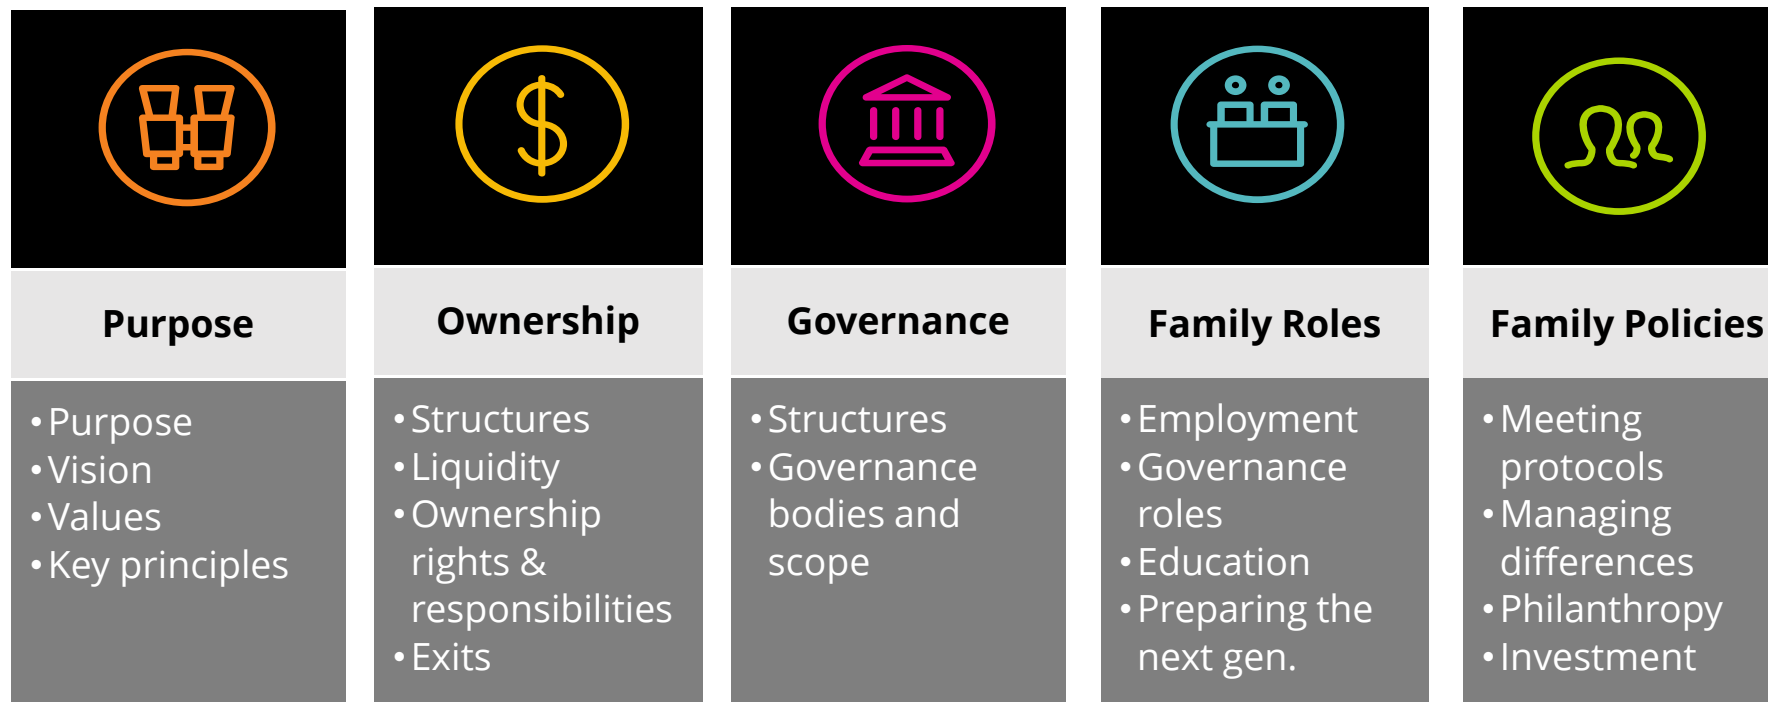 Purpose
• Purpose
• Vision
• Values
• Key principles
Ownership
• Structures
• Liquidity
• Ownership
rights &
responsibilities
• Exits
Governance
• Structures
• Governance
bodies and
scope
Family Roles
• Employment
• Governance
roles
• Education
• Preparing the
next gen.
Family Policies
• Meeting
protocols
• Managing
differences
• Philanthropy
• Investment